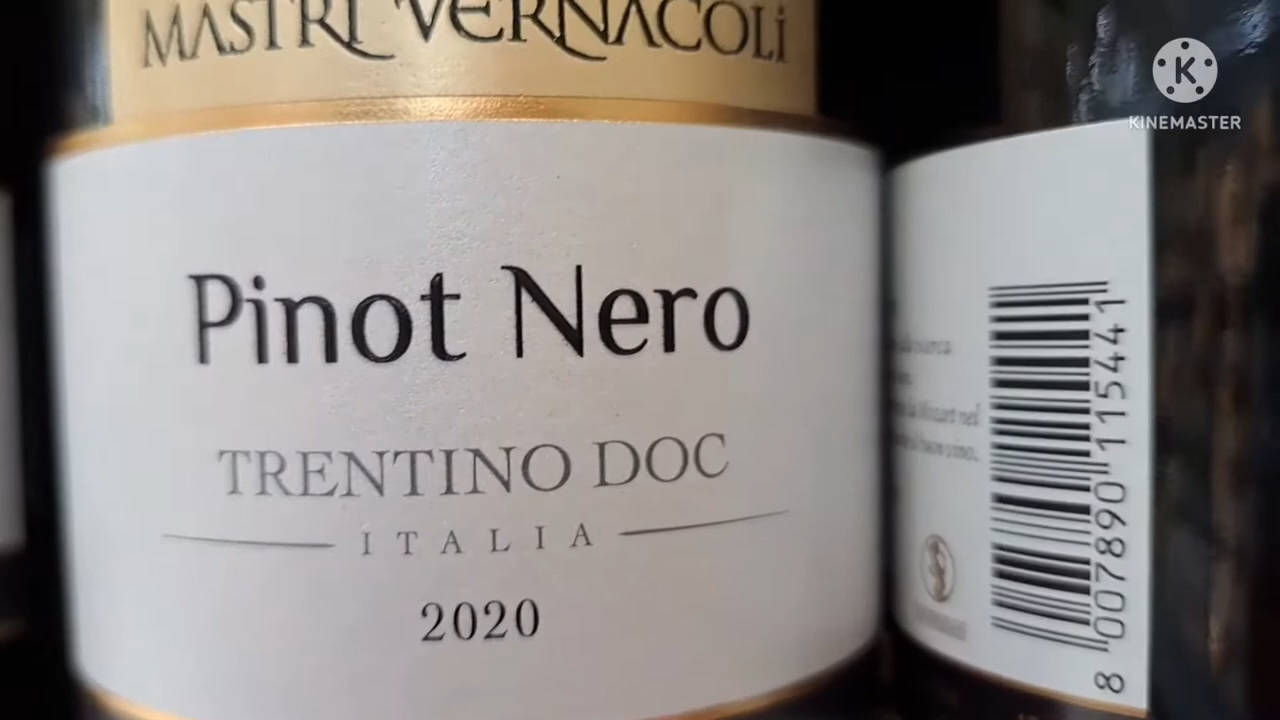 MASTRI VERNACOLI
Pinot Nero
TRENTINO DOC
ITALIA
2020
8 007890 115441
K
KINEMASTER